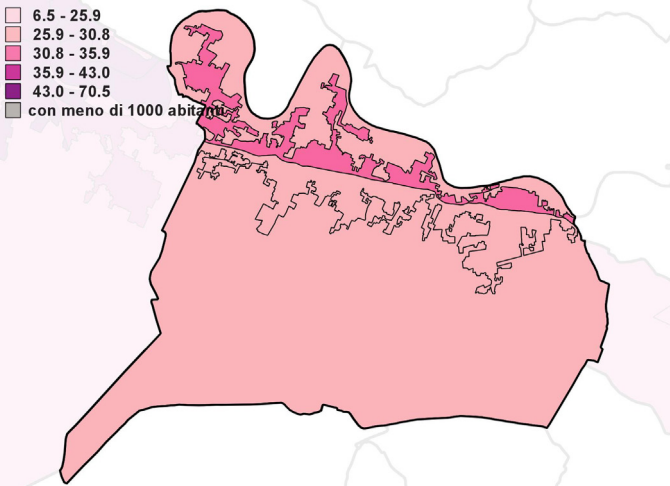 6.5 - 25.9
25.9 - 30.8
30.8 - 35.9
35.9 - 43.0
43.0 - 70.5
con meno di 1000 abitanti